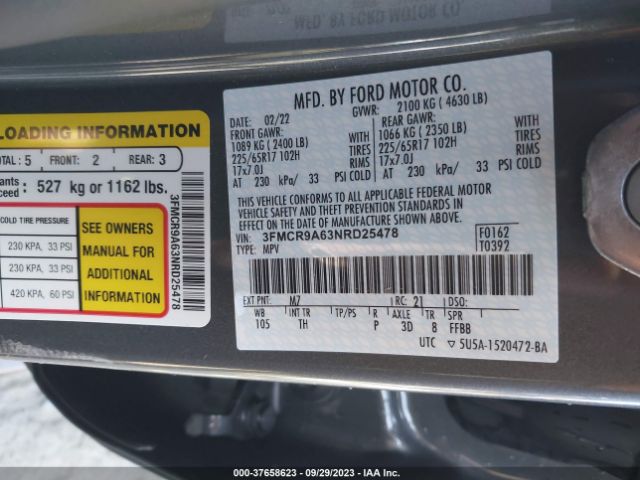 MFD. BY FORD MOTOR CO.
LOADING INFORMATION
TOTAL: 5 FRONT: 2 REAR: 3
527 kg or 1162 lbs.
COLD TIRE PRESSURE
230 KPA, 33 PSI
230 KPA, 33 PSI
420 KPA, 60 PSI
SEE OWNERS
MANUAL FOR
ADDITIONAL
INFORMATION
3FMCR9A63NRD25478
MFD. BY FORD MOTOR CO.
DATE: 02/22 GVWR: 2100 KG ( 4630 LB)
FRONT GAWR: REAR GAWR:
1089 KG ( 2400 LB) WITH 1066 KG ( 2350 LB) WITH
225/65R17 102H TIRES 225/65R17 102H TIRES
17x7.0J RIMS 17x7.0J RIMS
AT 230 kPa/ 33 PSI COLD AT 230 kPa/ 33 PSI COLD
THIS VEHICLE CONFORMS TO ALL APPLICABLE FEDERAL MOTOR
VEHICLE SAFETY AND THEFT PREVENTION STANDARDS IN
EFFECT ON THE DATE OF MANUFACTURE SHOWN ABOVE.
VIN: 3FMCR9A63NRD25478 F0162
TYPE: MPV T0392
EXT PNT: M7 RC: 21 DSO:
WB INT TR TP/PS R AXLE TR SPR
105 TH P 3D 8 FFBB
UTC ▽ 5U5A-1520472-BA
000-37658623 - 09/29/2023 - IAA Inc.